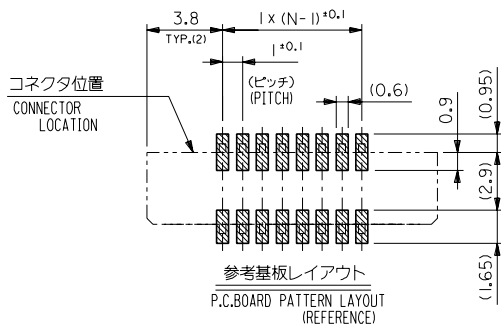 3.8
TYP.(2)
1×(N-1)±0.1
1±0.1
(ピッチ)
(PITCH)
(0.6)
0.9
(0.95)
(2.9)
(1.65)
コネクタ位置
CONNECTOR
LOCATION
参考基板レイアウト
P.C.BOARD PATTERN LAYOUT
(REFERENCE)